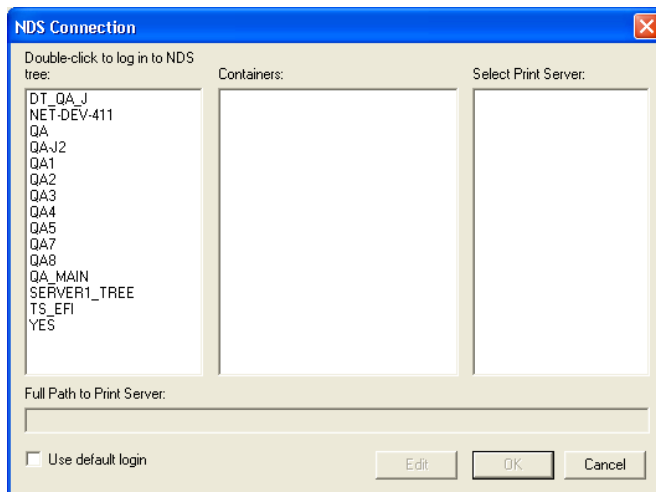 NDS Connection
Double-click to log in to NDS
tree:
Containers:
Select Print Server:
DT_QA_J
NET-DEV-411
QA
QA-J2
QA1
QA2
QA3
QA4
QA5
QA7
QA8
QA_MAIN
SERVER1_TREE
TS_EFI
YES
Full Path to Print Server:
Use default login
Edit
OK
Cancel